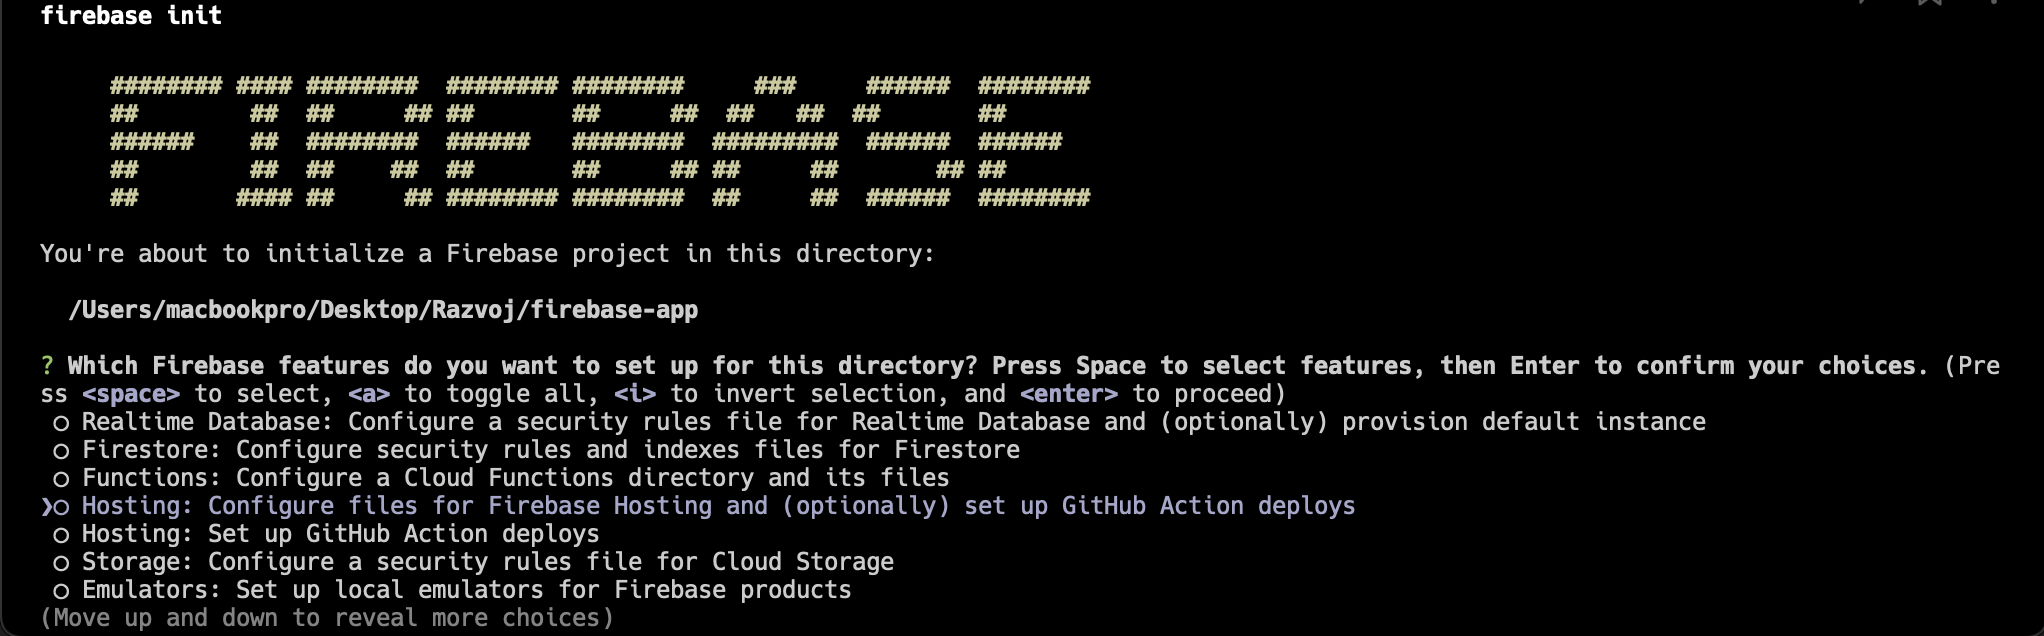 firebase init
######## #### ######## ######## ########     ###     ###### ########
##        ##  ##     ## ##       ##     ##  ##   ##  ##       ##
######    ##  ######## ######   ######## ######### ###### ######
##        ##  ##    ##  ##       ##     ## ##     ##       ## ##
##       #### ##     ## ######## ######## ##     ##  ###### ########
You're about to initialize a Firebase project in this directory:
/Users/macbookpro/Desktop/Razvoj/firebase-app
? Which Firebase features do you want to set up for this directory? Press Space to select features, then Enter to confirm your choices. (Pre
ss <space> to select, <a> to toggle all, <i> to invert selection, and <enter> to proceed)
◯ Realtime Database: Configure a security rules file for Realtime Database and (optionally) provision default instance
◯ Firestore: Configure security rules and indexes files for Firestore
◯ Functions: Configure a Cloud Functions directory and its files
❯◯ Hosting: Configure files for Firebase Hosting and (optionally) set up GitHub Action deploys
◯ Hosting: Set up GitHub Action deploys
◯ Storage: Configure a security rules file for Cloud Storage
◯ Emulators: Set up local emulators for Firebase products
(Move up and down to reveal more choices)